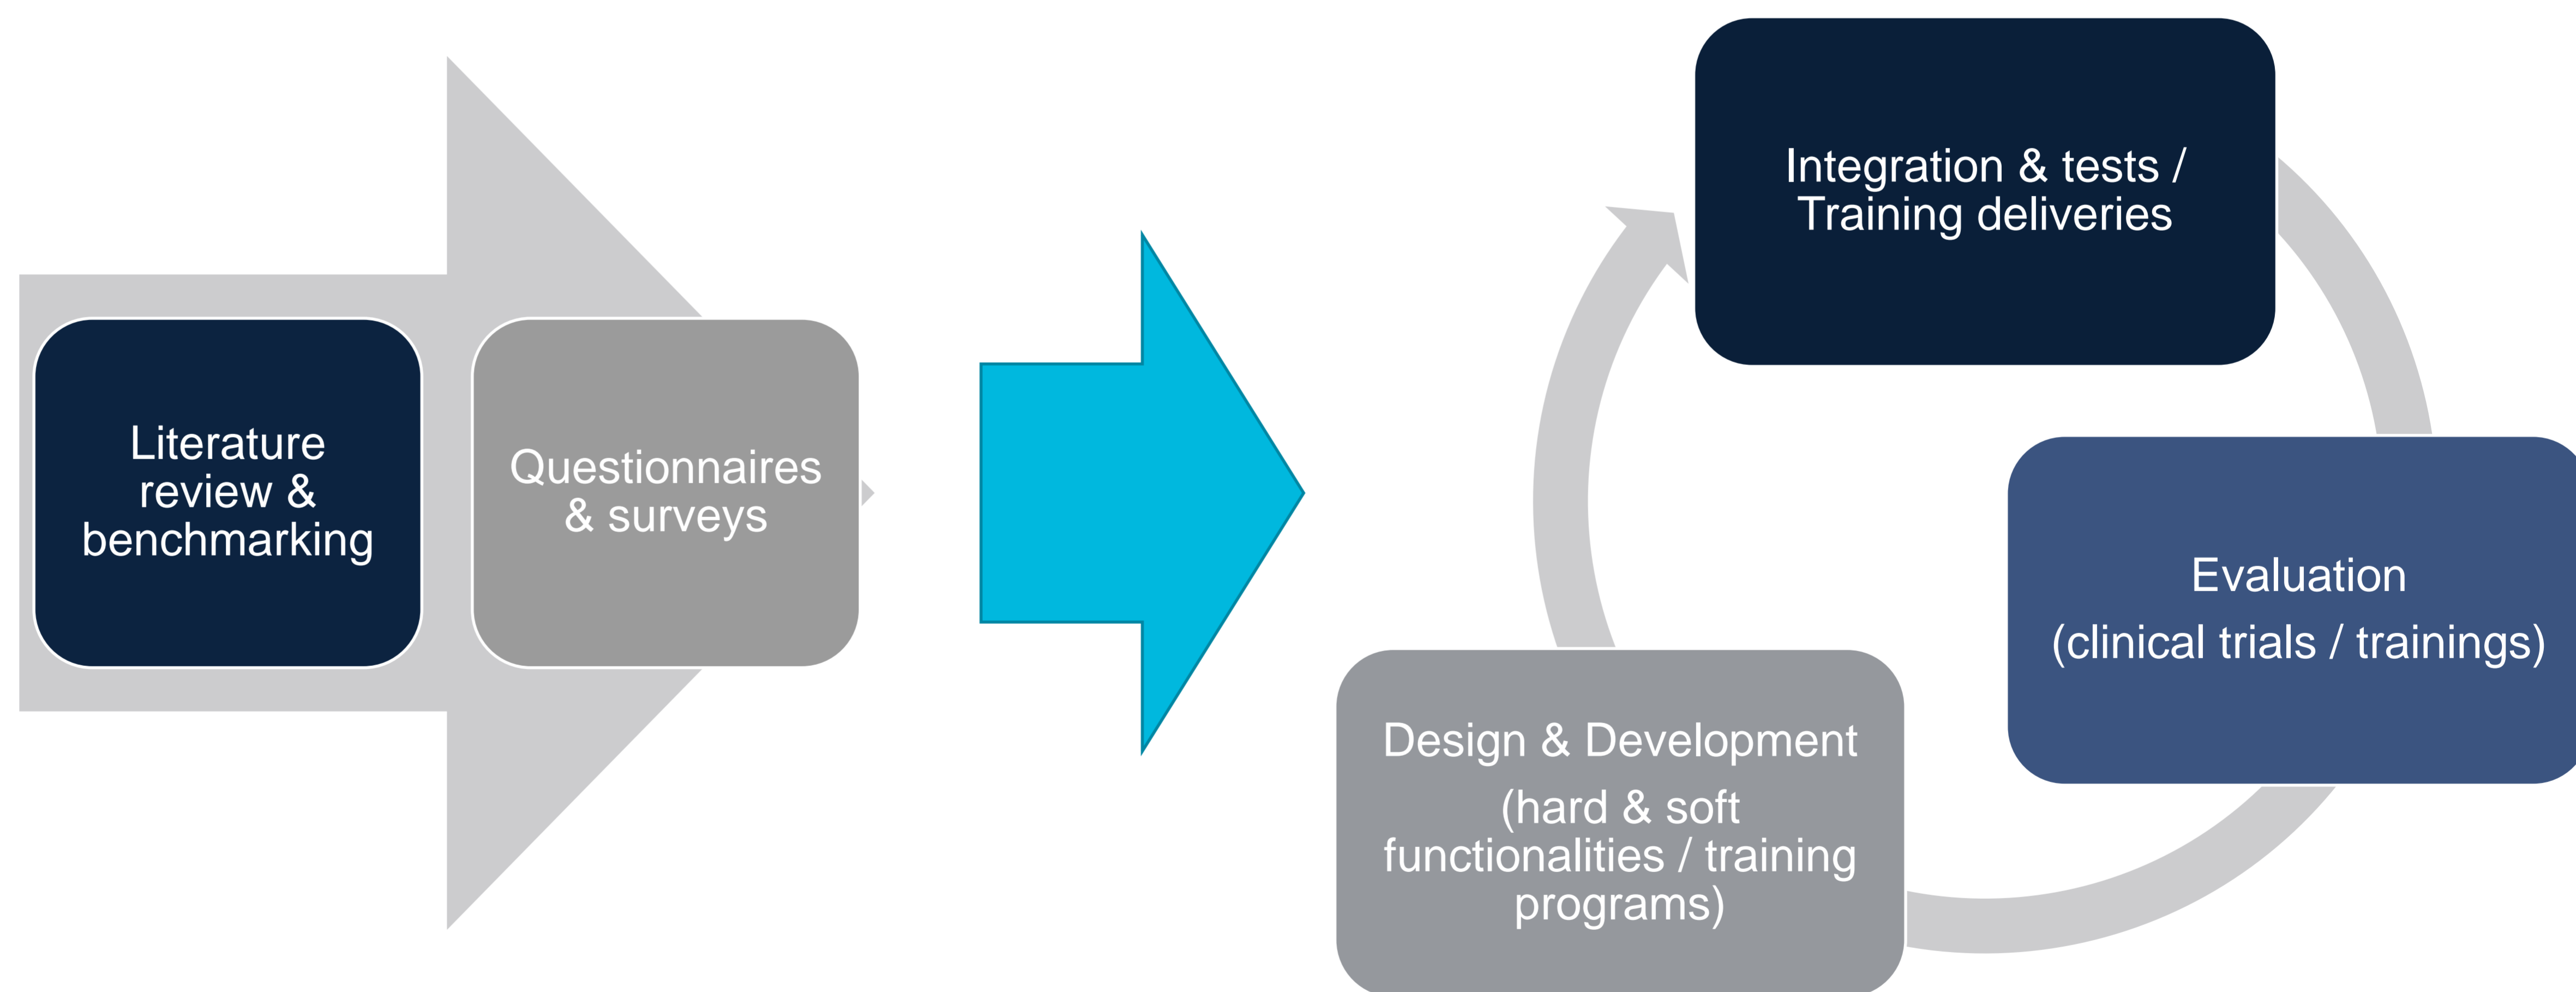 Literature
review &
benchmarking
Questionnaires
& surveys
Integration & tests /
Training deliveries
Evaluation
(clinical trials / trainings)
Design & Development
(hard & soft
functionalities / training
programs)